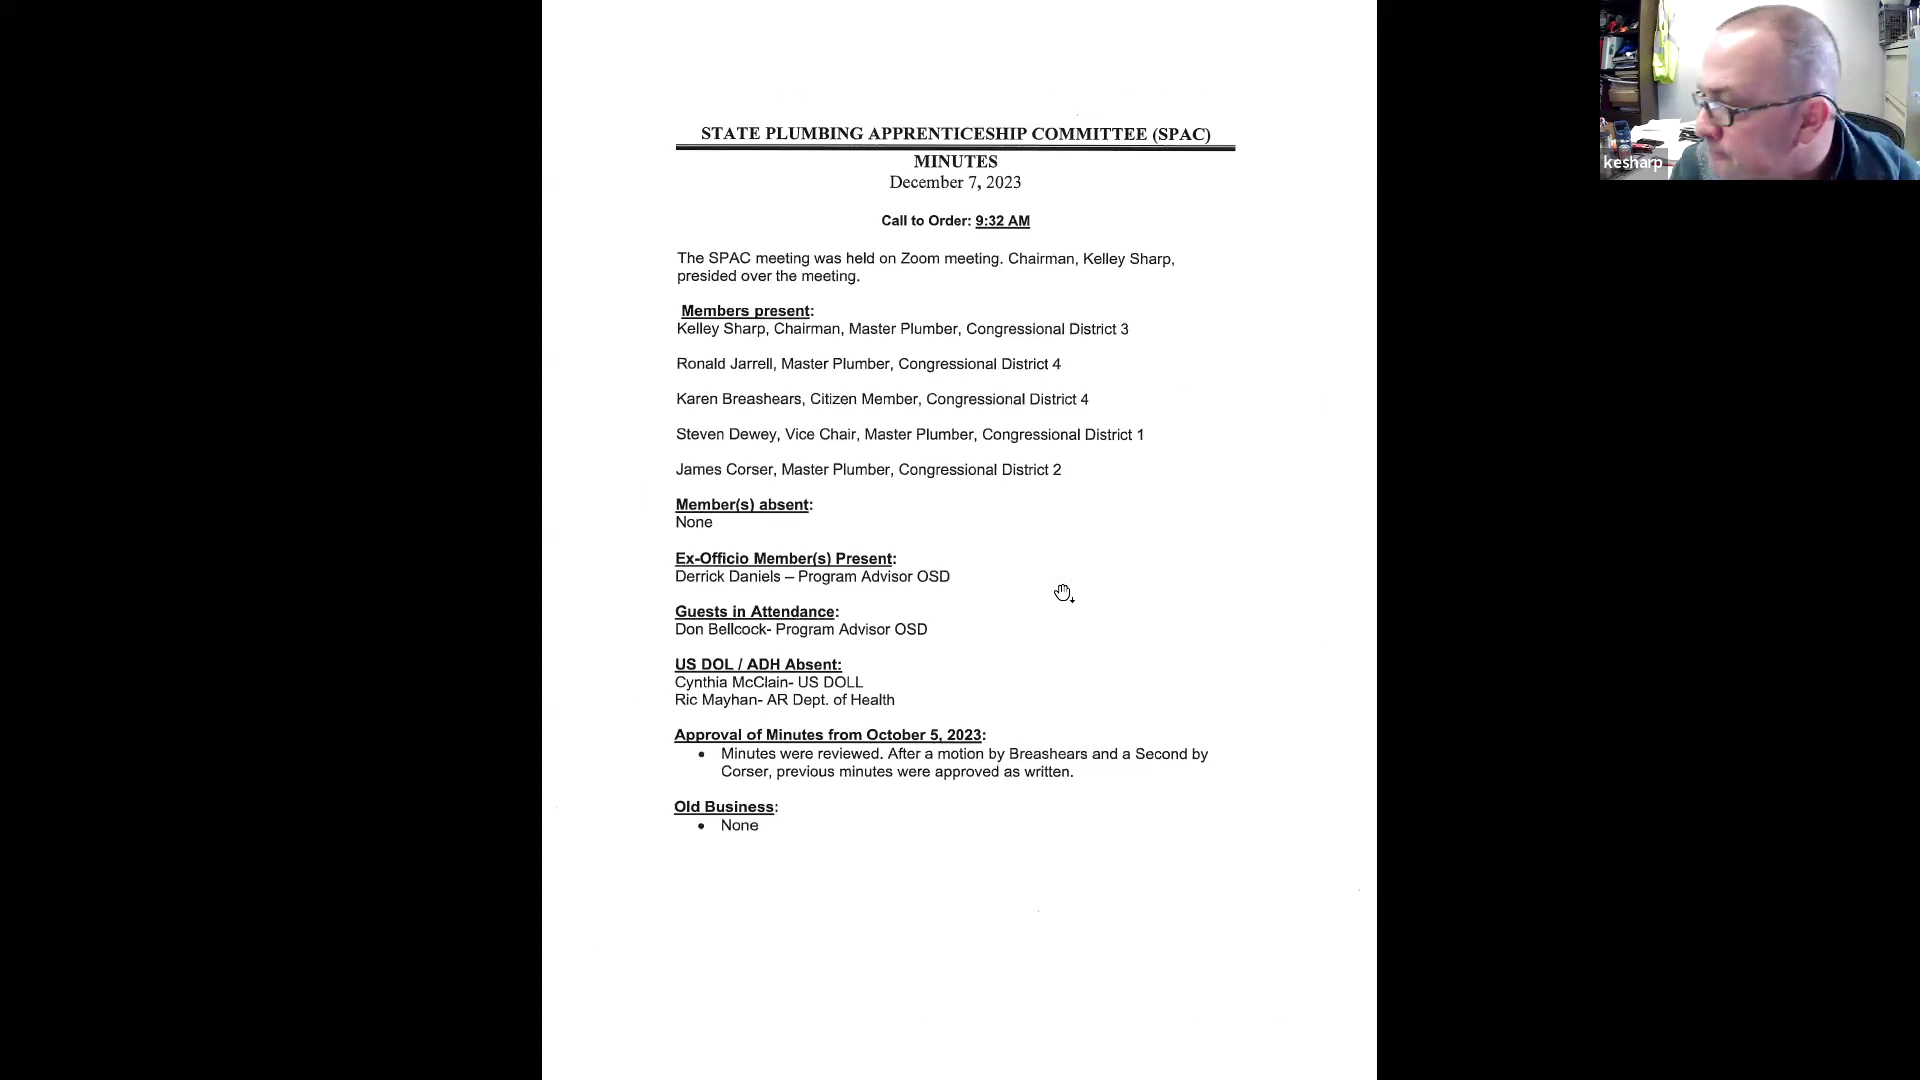 STATE PLUMBING APPRENTICESHIP COMMITTEE (SPAC)
MINUTES
December 7, 2023
Call to Order: 9:32 AM
The SPAC meeting was held on Zoom meeting. Chairman, Kelley Sharp,
presided over the meeting.
Members present:
Kelley Sharp, Chairman, Master Plumber, Congressional District 3
Ronald Jarrell, Master Plumber, Congressional District 4
Karen Breashears, Citizen Member, Congressional District 4
Steven Dewey, Vice Chair, Master Plumber, Congressional District 1
James Corser, Master Plumber, Congressional District 2
Member(s) absent:
None
Ex-Officio Member(s) Present:
Derrick Daniels – Program Advisor OSD
Guests in Attendance:
Don Bellcock- Program Advisor OSD
US DOL / ADH Absent:
Cynthia McClain- US DOLL
Ric Mayhan- AR Dept. of Health
Approval of Minutes from October 5, 2023:
• Minutes were reviewed. After a motion by Breashears and a Second by
Corser, previous minutes were approved as written.
Old Business:
• None
kesharp